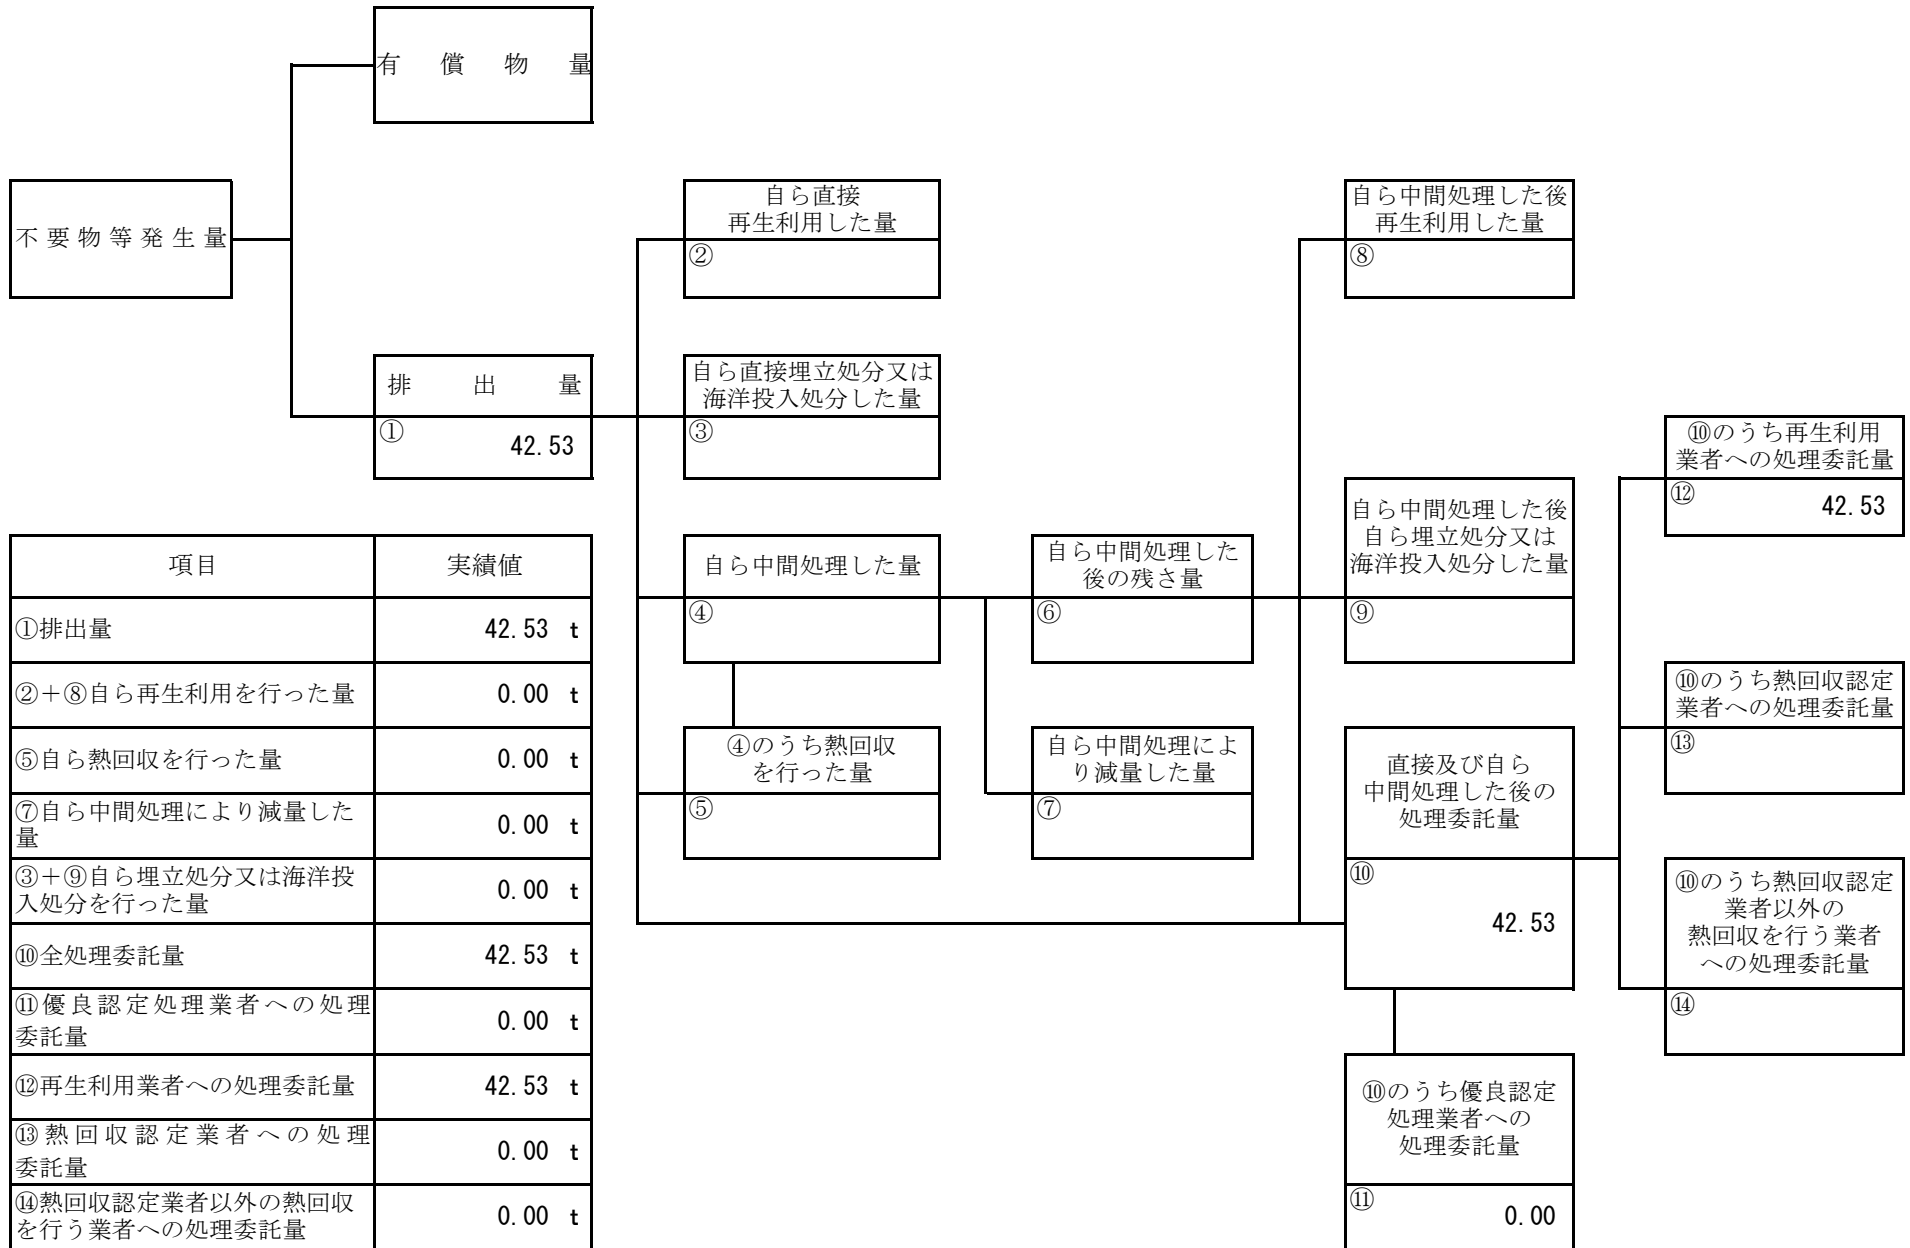 有償物量
不要物等発生量
排出量
①
42.53
自ら直接
再生利用した量
②
自ら直接埋立処分又は
海洋投入処分した量
③
自ら中間処理した量
④
④のうち熱回収
を行った量
⑤
自ら中間処理した
後の残さ量
⑥
自ら中間処理によ
り減量した量
⑦
自ら中間処理した後
再生利用した量
⑧
自ら中間処理した後
自ら埋立処分又は
海洋投入処分した量
⑨
直接及び自ら
中間処理した後の
処理委託量
⑩
42.53
⑩のうち優良認定
処理業者への
処理委託量
⑪
0.00
⑩のうち再生利用
業者への処理委託量
⑫
42.53
⑩のうち熱回収認定
業者への処理委託量
⑬
⑩のうち熱回収認定
業者以外の
熱回収を行う業者
への処理委託量
⑭
項目 実績値
①排出量 42.53 t
②＋⑧自ら再生利用を行った量 0.00 t
⑤自ら熱回収を行った量 0.00 t
⑦自ら中間処理により減量した
量 0.00 t
③＋⑨自ら埋立処分又は海洋投
入処分を行った量 0.00 t
⑩全処理委託量 42.53 t
⑪優良認定処理業者への処理
委託量 0.00 t
⑫再生利用業者への処理委託量 42.53 t
⑬熱回収認定業者への処理
委託量 0.00 t
⑭熱回収認定業者以外の熱回収
を行う業者への処理委託量 0.00 t